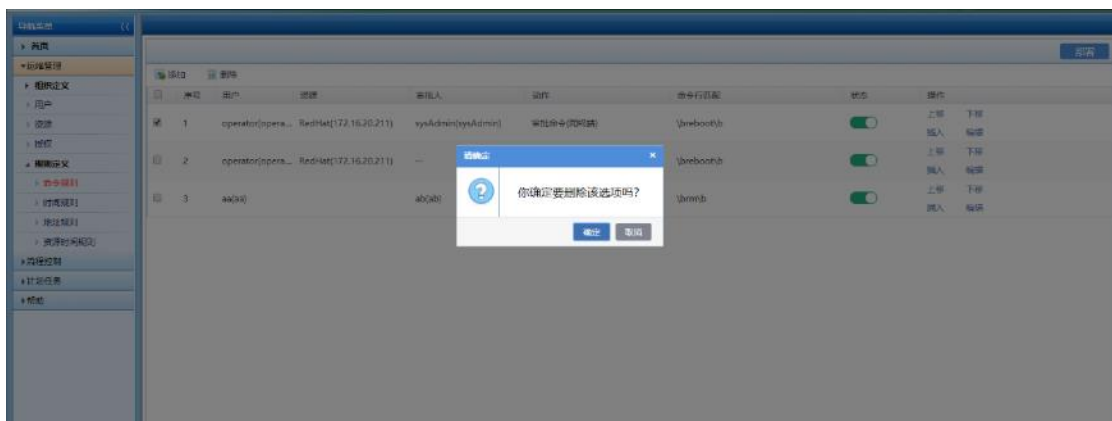 导航菜单
首页
运维管理
组织定义
用户
资源
授权
规则定义
命令规则
时间规则
地址规则
资源时间规则
流程控制
计划任务
帮助
部署
添加 删除
序号 用户 资源 审批人 动作 命令行匹配 状态 操作
1 operator(opera... RedHat(172.16.20.211) sysAdmin(sysAdmin) \breboot\b 上移 下移
插入 编辑
2 operator(opera... RedHat(172.16.20.211) --- \breboot\b 上移 下移
插入 编辑
3 aa(aa) ab(ab) \brm\b 上移 下移
插入 编辑
请确定
你确定要删除该选项吗?
确定 取消